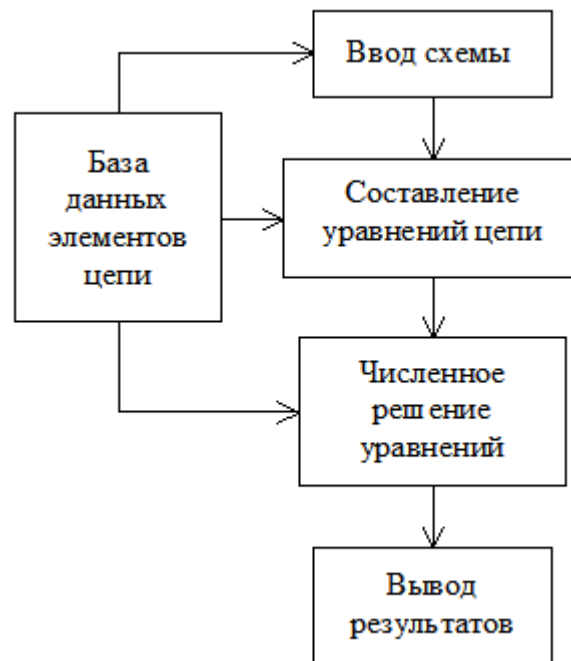 Ввод схемы
База
данных
элементов
цепи
Составление
уравнений цепи
Численное
решение
уравнений
Вывод
результатов